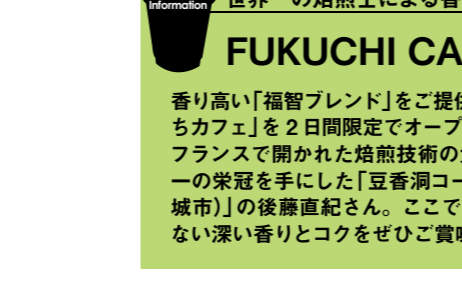 世界一の焙煎士による香
Information
FUKUCHI CA
香り高い「福智ブレンド」をご提供
ちカフェ」を２日間限定でオープ
フランスで開かれた焙煎技術の
一の栄冠を手にした「豆香洞コー
城市）」の後藤直紀さん。ここで
ない深い香りとコクをぜひご賞味